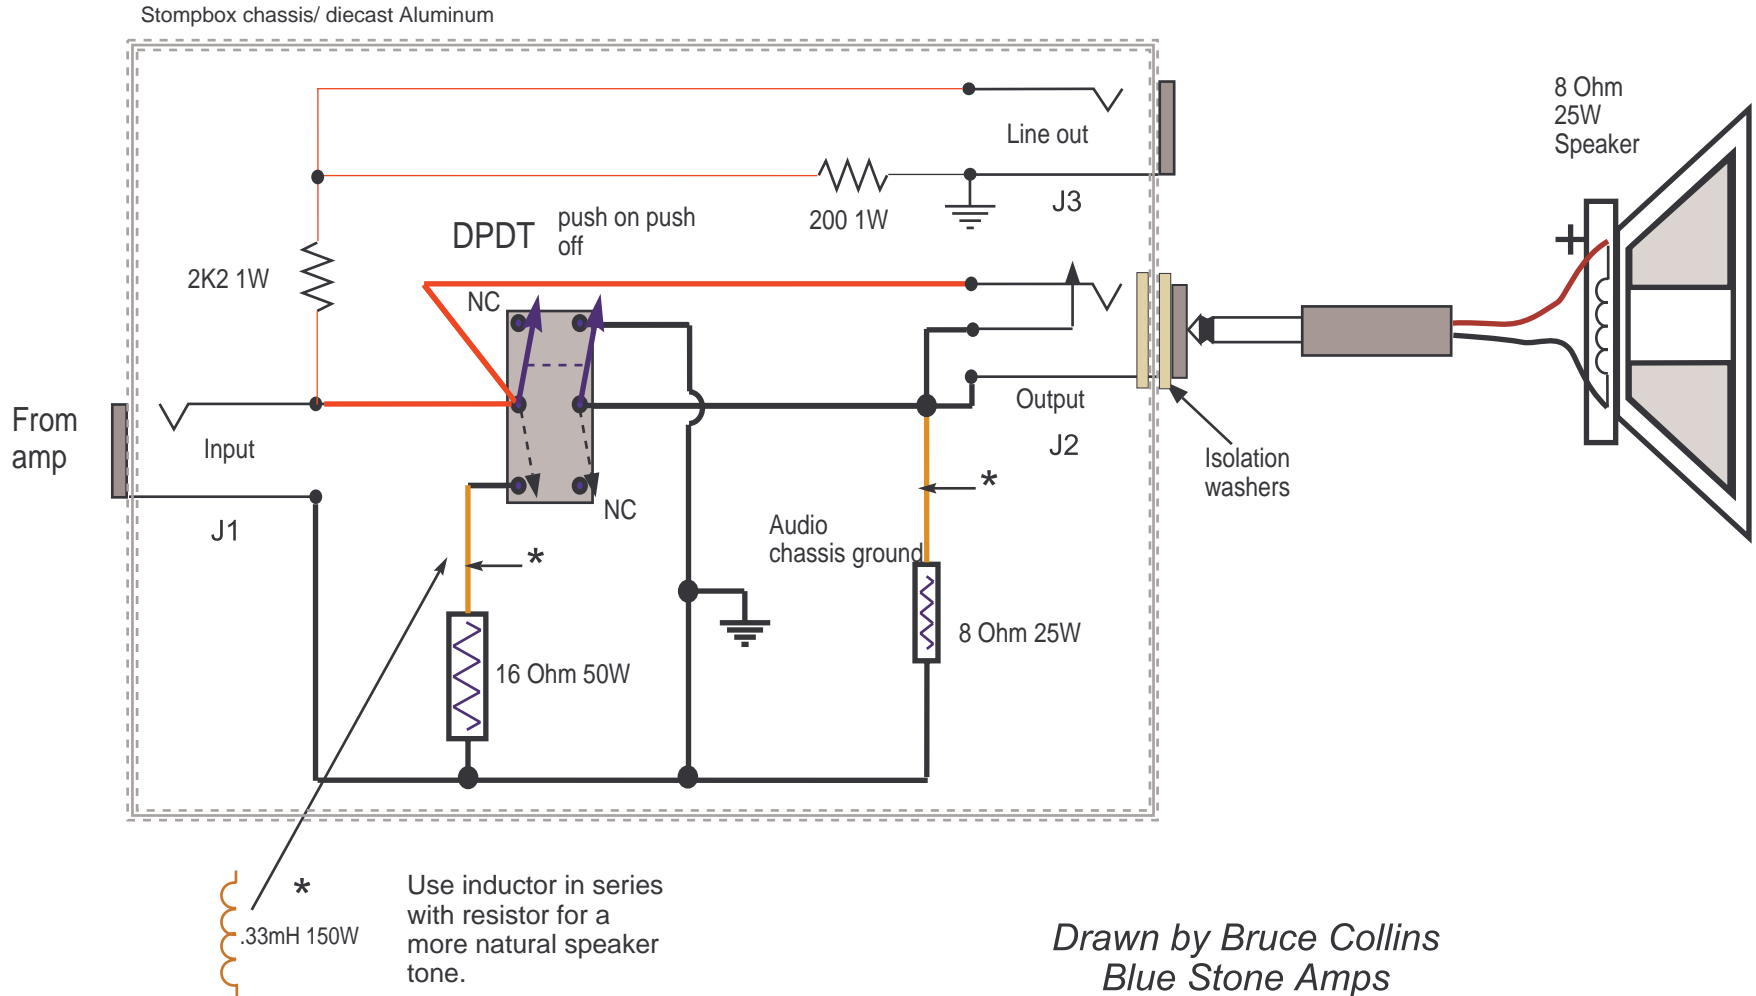 Stompbox chassis/ diecast Aluminum
8 Ohm
25W
Speaker
Line out
J3
200 1W
DPDT
push on push
off
2K2 1W
NC
+
From
amp
Input
J1
Output
J2
Isolation
washers
NC
*
*
Audio
chassis ground
16 Ohm 50W
8 Ohm 25W
*
.33mH 150W
Use inductor in series
with resistor for a
more natural speaker
tone.
Drawn by Bruce Collins
Blue Stone Amps